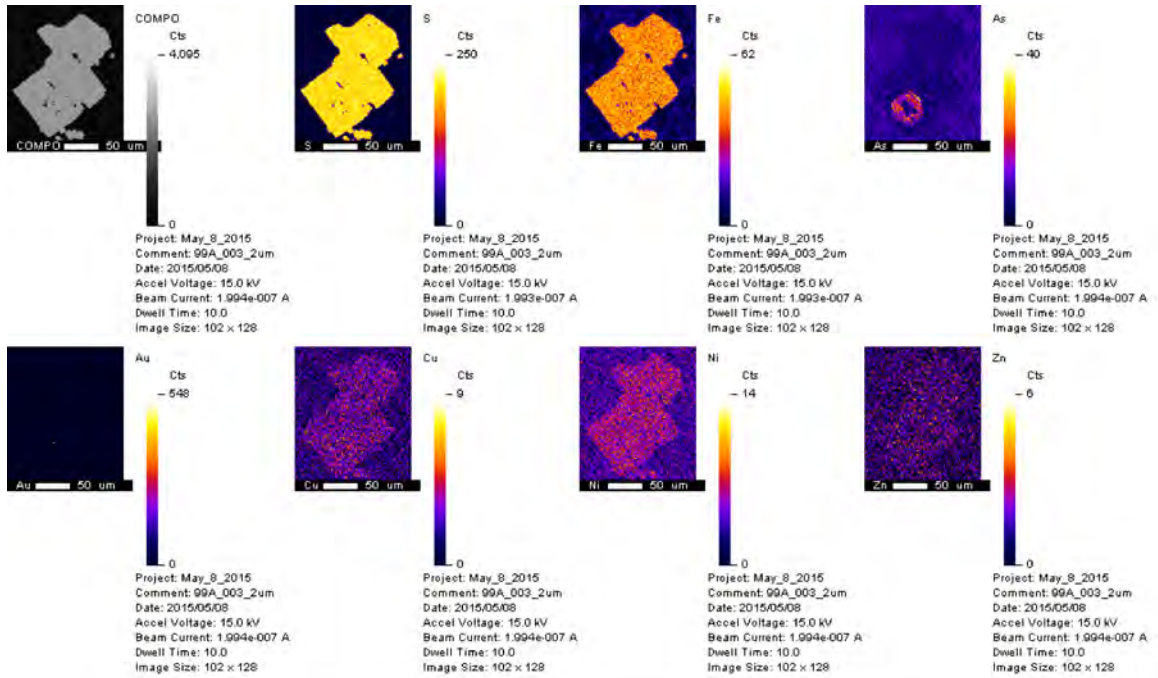 COMPO
Cts
4,095
0
COMPO 50 um
Project: May_8_2015
Comment: 99A_003_2um
Date: 2015/05/08
Accel Voltage: 15.0 kV
Beam Current: 1.994e-007 A
Dwell Time: 10.0
Image Size: 102 x 128
S
Cts
250
0
S 50 um
Project: May_8_2015
Comment: 99A_003_2um
Date: 2015/05/08
Accel Voltage: 15.0 kV
Beam Current: 1.993e-007 A
Dwell Time: 10.0
Image Size: 102 x 128
Fe
Cts
62
0
Fe 50 um
Project: May_8_2015
Comment: 99A_003_2um
Date: 2015/05/08
Accel Voltage: 15.0 kV
Beam Current: 1.993e-007 A
Dwell Time: 10.0
Image Size: 102 x 128
As
Cts
40
0
As 50 um
Project: May_8_2015
Comment: 99A_003_2um
Date: 2015/05/08
Accel Voltage: 15.0 kV
Beam Current: 1.994e-007 A
Dwell Time: 10.0
Image Size: 102 x 128
Au
Cts
548
0
Au 50 um
Project: May_8_2015
Comment: 99A_003_2um
Date: 2015/05/08
Accel Voltage: 15.0 kV
Beam Current: 1.994e-007 A
Dwell Time: 10.0
Image Size: 102 x 128
Cu
Cts
9
0
Cu 50 um
Project: May_8_2015
Comment: 99A_003_2um
Date: 2015/05/08
Accel Voltage: 15.0 kV
Beam Current: 1.994e-007 A
Dwell Time: 10.0
Image Size: 102 x 128
Ni
Cts
14
0
Ni 50 um
Project: May_8_2015
Comment: 99A_003_2um
Date: 2015/05/08
Accel Voltage: 15.0 kV
Beam Current: 1.994e-007 A
Dwell Time: 10.0
Image Size: 102 x 128
Zn
Cts
6
0
Zn 50 um
Project: May_8_2015
Comment: 99A_003_2um
Date: 2015/05/08
Accel Voltage: 15.0 kV
Beam Current: 1.994e-007 A
Dwell Time: 10.0
Image Size: 102 x 128